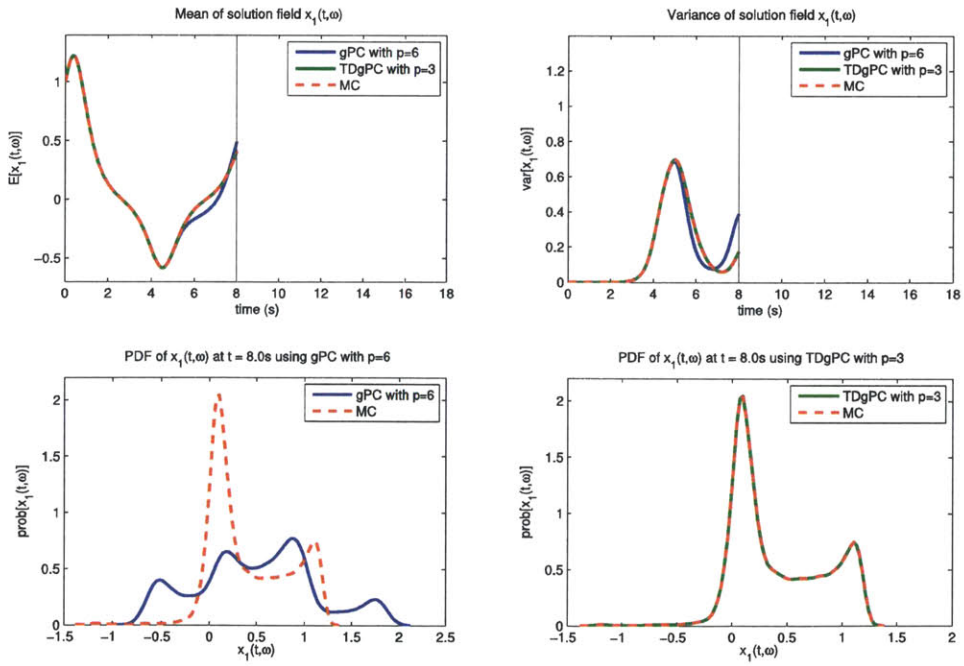 Mean of solution field x₁(t,ω)
gPC with p=6
TDgPC with p=3
MC
E[x₁(t,ω)]
1
0.5
0
−0.5
0 2 4 6 8 10 12 14 16 18
time (s)
Variance of solution field x₁(t,ω)
gPC with p=6
TDgPC with p=3
MC
var[x₁(t,ω)]
1.2
1
0.8
0.6
0.4
0.2
0
0 2 4 6 8 10 12 14 16 18
time (s)
PDF of x₁(t,ω) at t = 8.0s using gPC with p=6
gPC with p=6
MC
prob[x₁(t,ω)]
2
1.5
1
0.5
0
−1.5 −1 −0.5 0 0.5 1 1.5 2 2.5
x₁(t,ω)
PDF of x₁(t,ω) at t = 8.0s using TDgPC with p=3
TDgPC with p=3
MC
prob[x₁(t,ω)]
2
1.5
1
0.5
0
−1.5 −1 −0.5 0 0.5 1 1.5 2
x₁(t,ω)